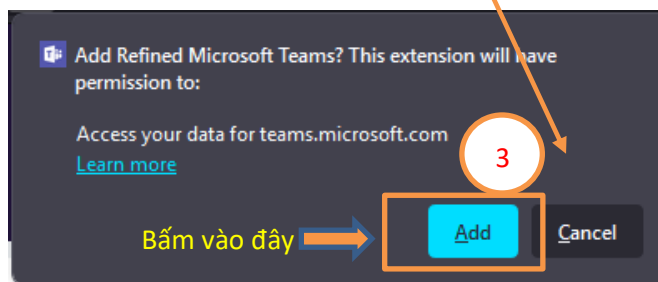 Add Refined Microsoft Teams? This extension will have
permission to:
Access your data for teams.microsoft.com
Learn more
3
Bấm vào đây
Add
Cancel